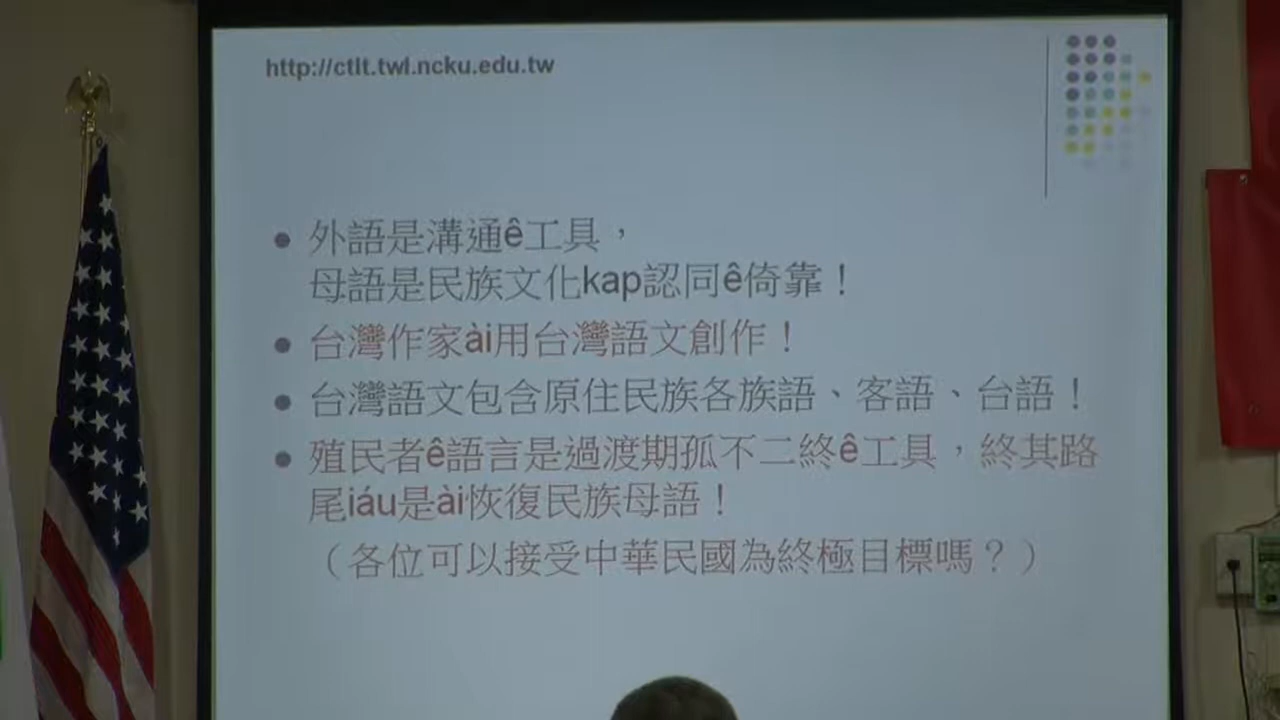 http://ctlt.twl.ncku.edu.tw
外語是溝通ê工具，
母語是民族文化kap認同ê倚靠！
台灣作家ài用台灣語文創作！
台灣語文包含原住民族各族語、客語、台語！
殖民者ê語言是過渡期孤不二終ê工具，終其路
尾iáu是ài恢復民族母語！
（各位可以接受中華民國為終極目標嗎？）